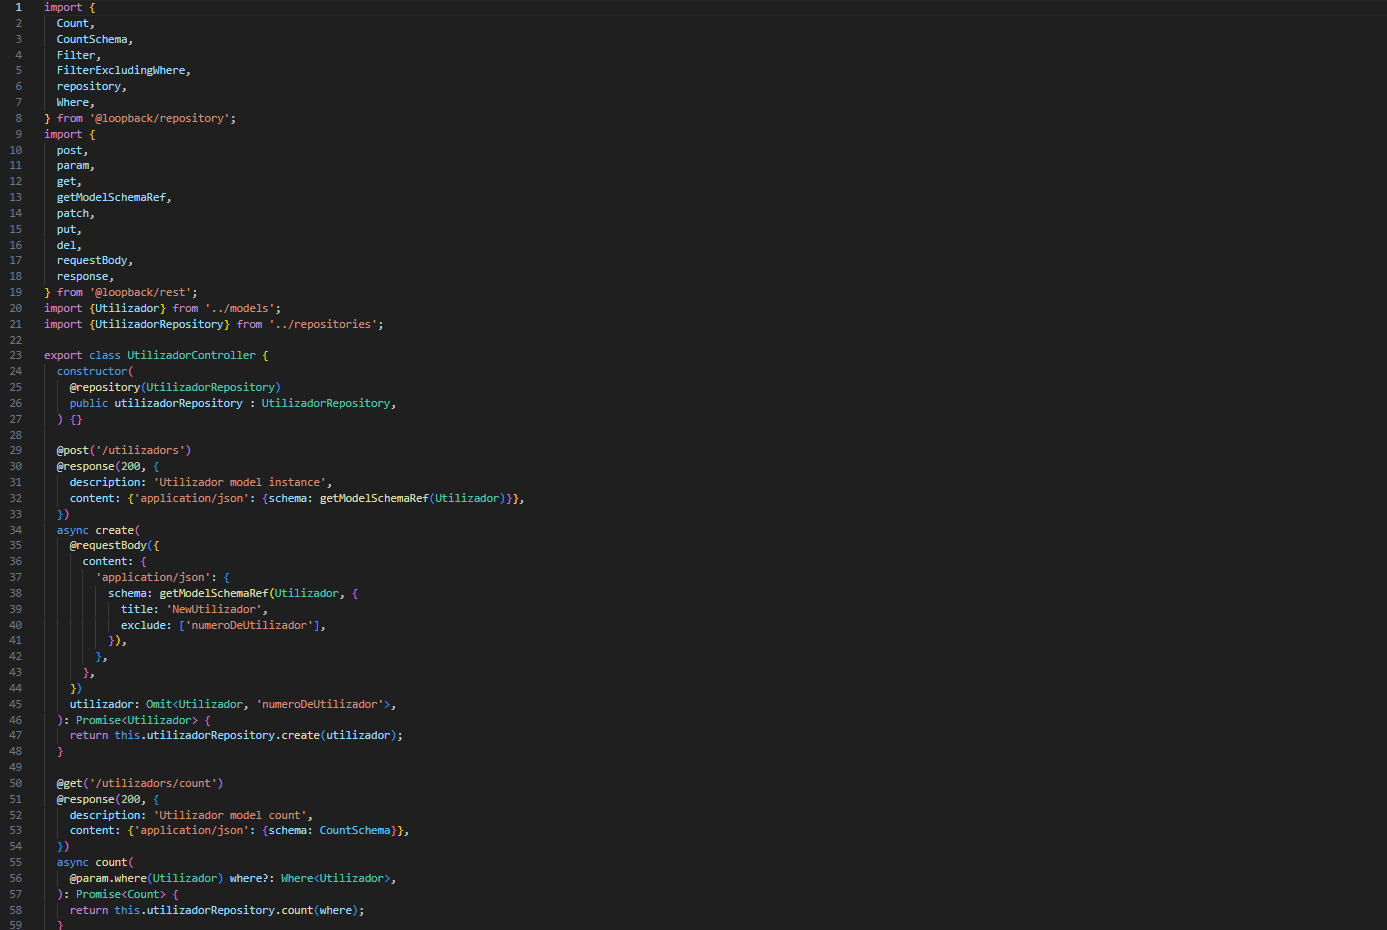 1 import {
2 Count,
3 CountSchema,
4 Filter,
5 FilterExcludingWhere,
6 repository,
7 Where,
8 } from '@loopback/repository';
9 import {
10 post,
11 param,
12 get,
13 getModelSchemaRef,
14 patch,
15 put,
16 del,
17 requestBody,
18 response,
19 } from '@loopback/rest';
20 import {Utilizador} from '../models';
21 import {UtilizadorRepository} from '../repositories';
22
23 export class UtilizadorController {
24 constructor(
25 @repository(UtilizadorRepository)
26 public utilizadorRepository : UtilizadorRepository,
27 ) {}
28
29 @post('/utilizadors')
30 @response(200, {
31 description: 'Utilizador model instance',
32 content: {'application/json': {schema: getModelSchemaRef(Utilizador)}},
33 })
34 async create(
35 @requestBody({
36 content: {
37 'application/json': {
38 schema: getModelSchemaRef(Utilizador, {
39 title: 'NewUtilizador',
40 exclude: ['numeroDeUtilizador'],
41 }),
42 },
43 },
44 })
45 utilizador: Omit<Utilizador, 'numeroDeUtilizador'>,
46 ): Promise<Utilizador> {
47 return this.utilizadorRepository.create(utilizador);
48 }
49
50 @get('/utilizadors/count')
51 @response(200, {
52 description: 'Utilizador model count',
53 content: {'application/json': {schema: CountSchema}},
54 })
55 async count(
56 @param.where(Utilizador) where?: Where<Utilizador>,
57 ): Promise<Count> {
58 return this.utilizadorRepository.count(where);
59 }